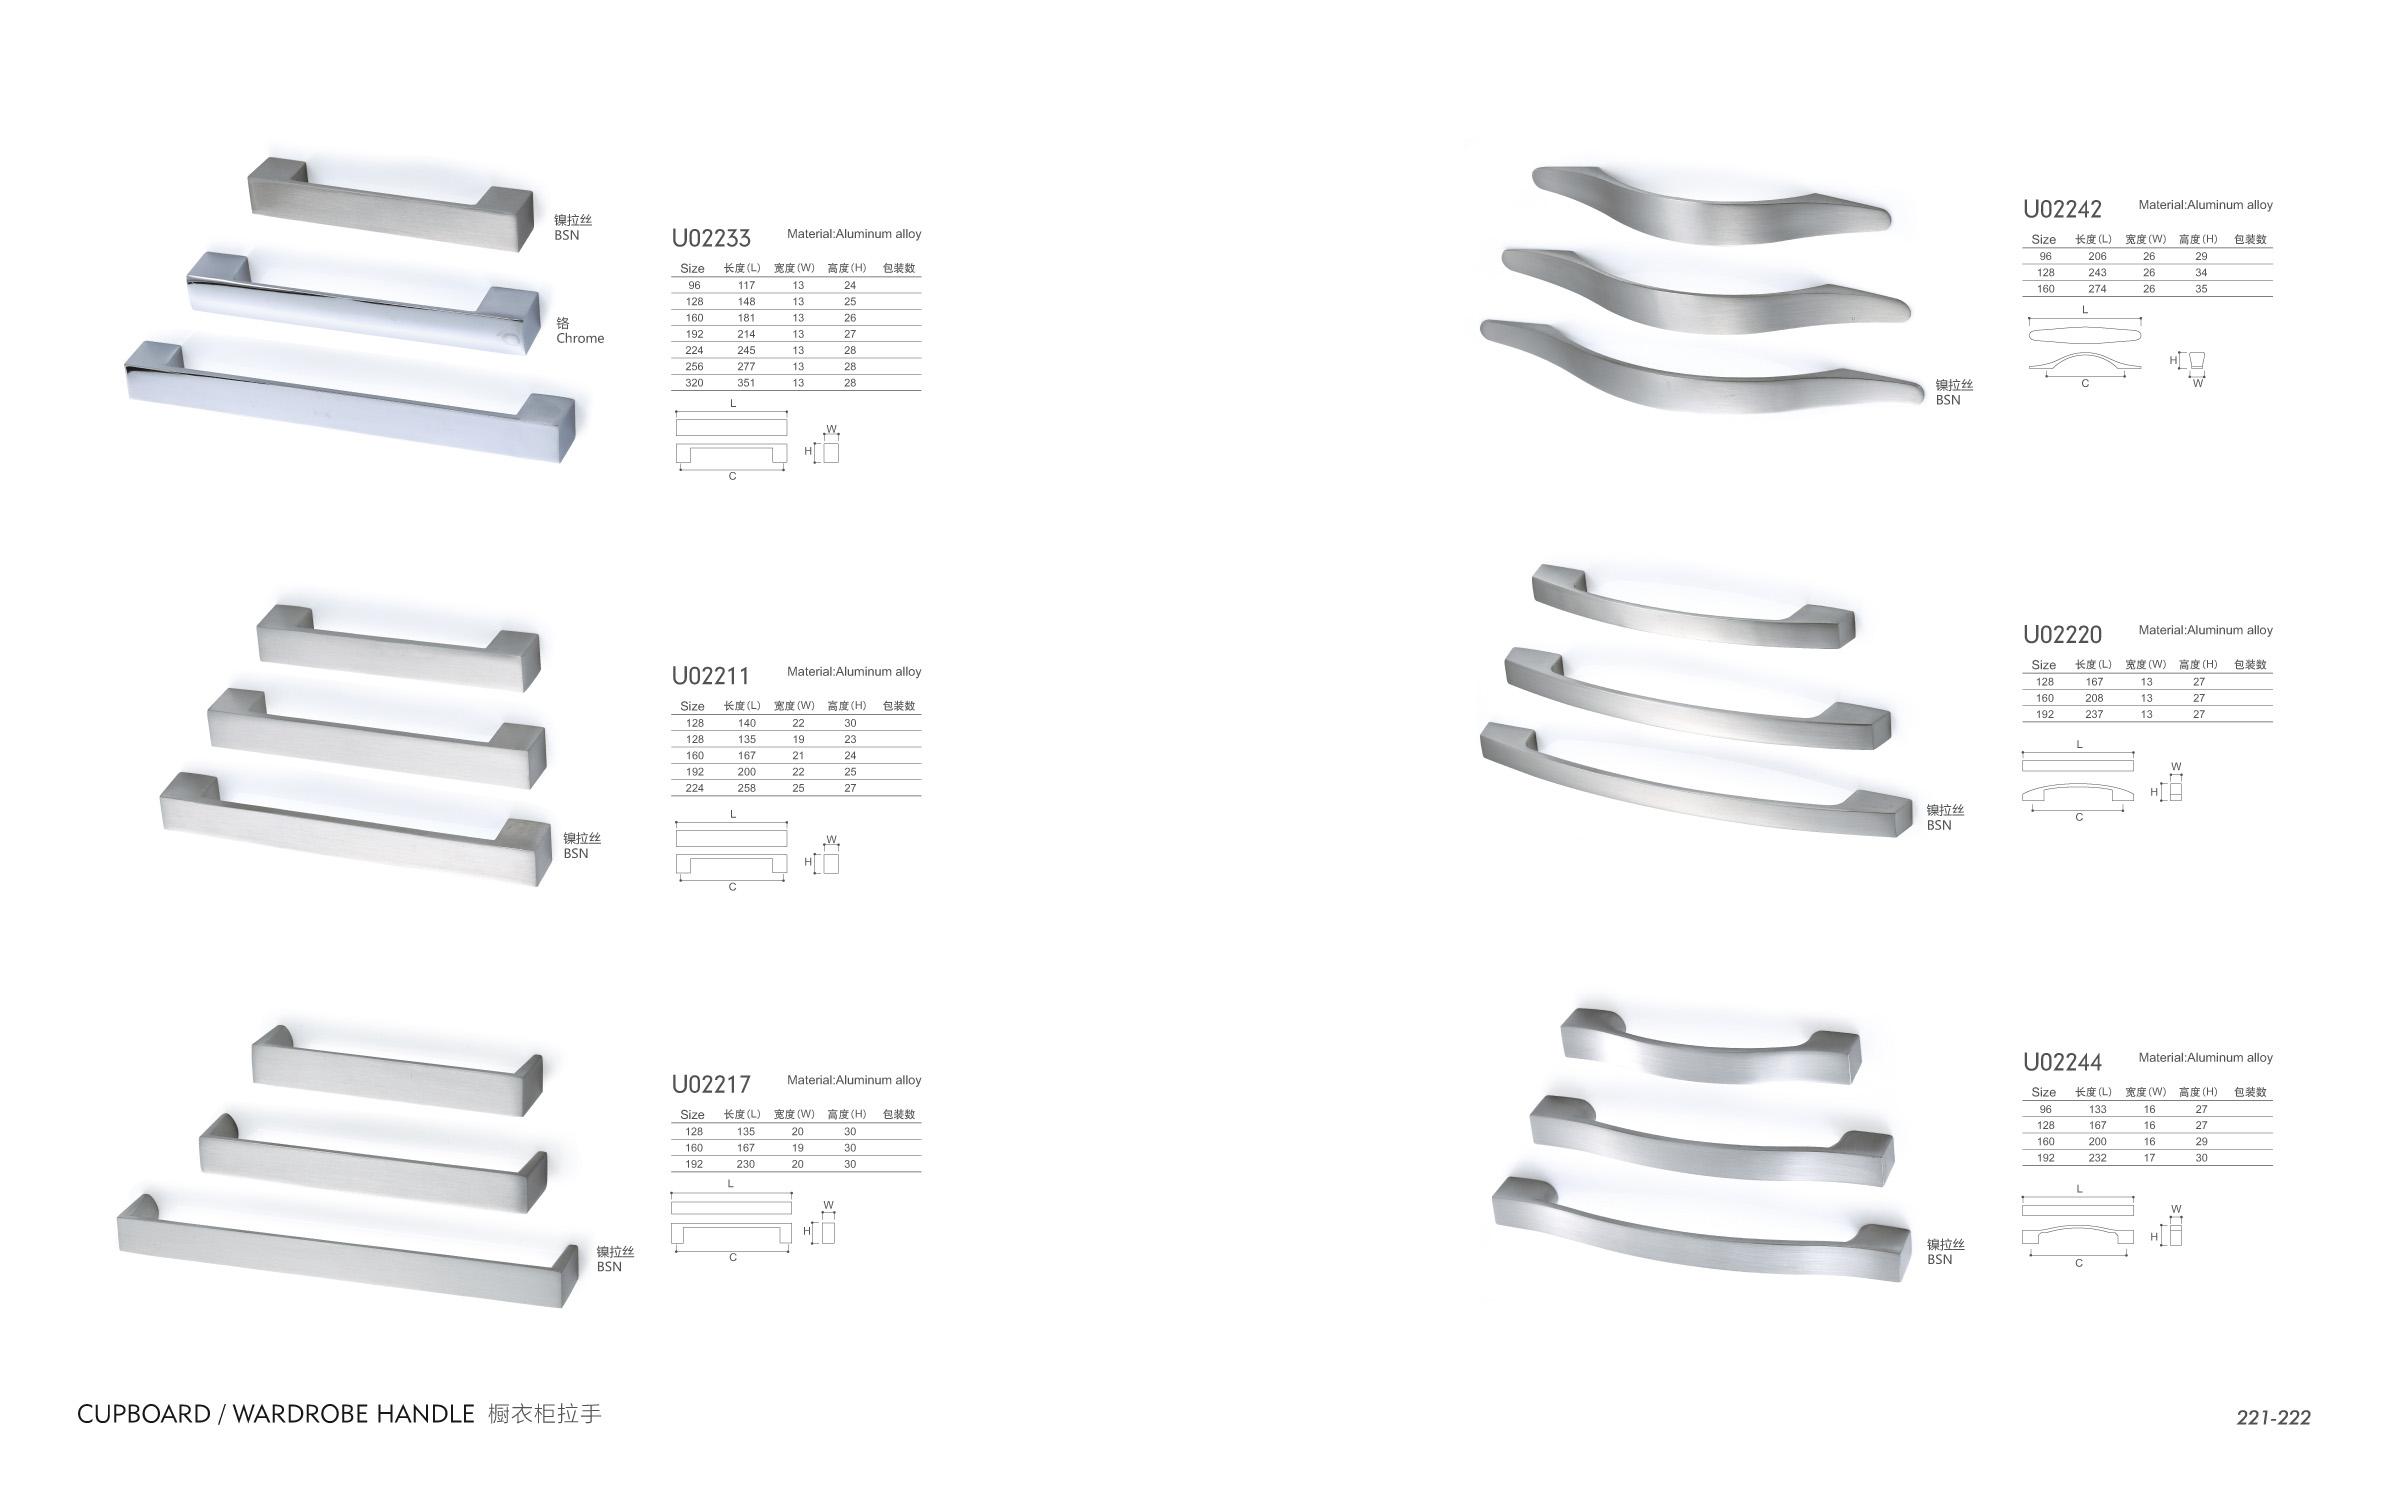 镍拉丝
BSN
铬
Chrome
U02233 Material:Aluminum alloy
Size 长度(L) 宽度(W) 高度(H) 包装数
96 117 13 24
128 148 13 25
160 181 13 26
192 214 13 27
224 245 13 28
256 277 13 28
320 351 13 28
L
W
H
C
镍拉丝
BSN
U02211 Material:Aluminum alloy
Size 长度(L) 宽度(W) 高度(H) 包装数
128 140 22 30
128 135 19 23
160 167 21 24
192 200 22 25
224 258 25 27
L
W
H
C
镍拉丝
BSN
U02217 Material:Aluminum alloy
Size 长度(L) 宽度(W) 高度(H) 包装数
128 135 20 30
160 167 19 30
192 230 20 30
L
W
H
C
镍拉丝
BSN
U02242 Material:Aluminum alloy
Size 长度(L) 宽度(W) 高度(H) 包装数
96 206 26 29
128 243 26 34
160 274 26 35
L
H
C W
镍拉丝
BSN
U02220 Material:Aluminum alloy
Size 长度(L) 宽度(W) 高度(H) 包装数
128 167 13 27
160 208 13 27
192 237 13 27
L
W
H
C
镍拉丝
BSN
U02244 Material:Aluminum alloy
Size 长度(L) 宽度(W) 高度(H) 包装数
96 133 16 27
128 167 16 27
160 200 16 29
192 232 17 30
L
W
H
C
CUPBOARD / WARDROBE HANDLE 橱衣柜拉手
221-222